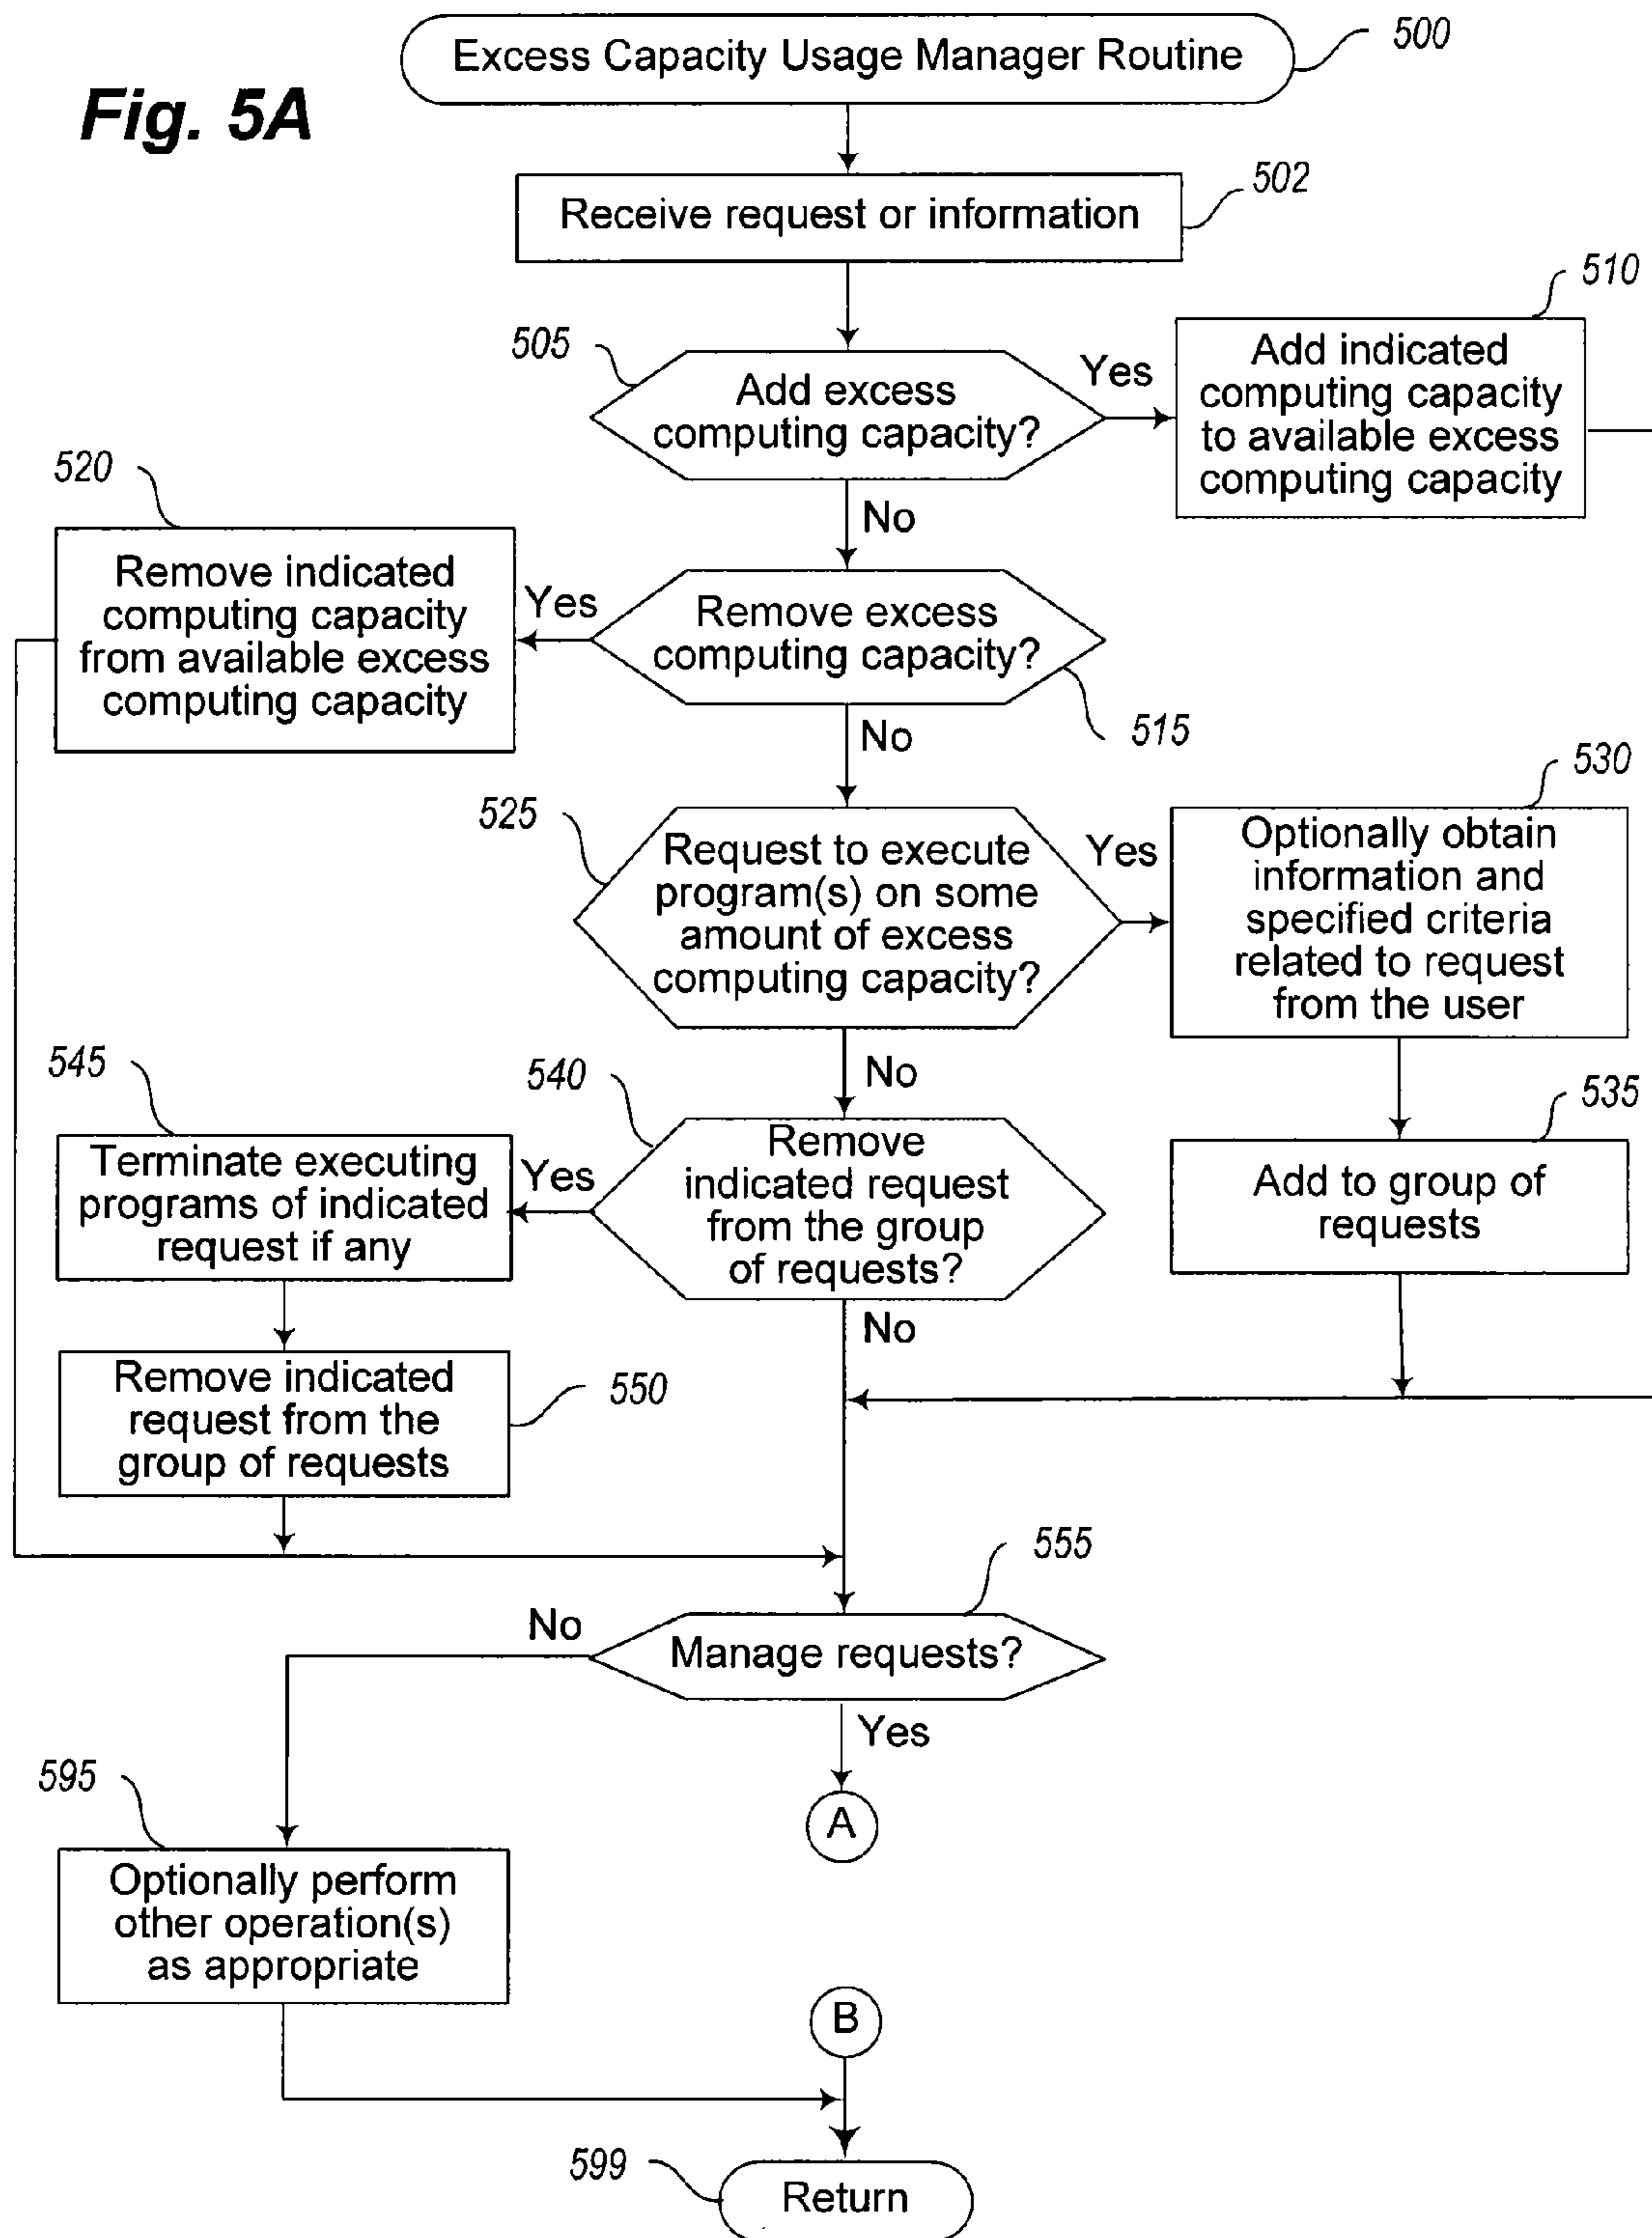 Fig. 5A
Excess Capacity Usage Manager Routine
500
Receive request or information
502
505
Add excess
computing capacity?
Yes
510
Add indicated
computing capacity
to available excess
computing capacity
No
520
Remove indicated
computing capacity
from available excess
computing capacity
Yes
Remove excess
computing capacity?
515
No
525
Request to execute
program(s) on some
amount of excess
computing capacity?
Yes
530
Optionally obtain
information and
specified criteria
related to request
from the user
No
535
Add to group of
requests
540
Remove
indicated request
from the group
of requests?
Yes
545
Terminate executing
programs of indicated
request if any
No
Remove indicated
request from the
group of requests
550
555
Manage requests?
No
Yes
A
595
Optionally perform
other operation(s)
as appropriate
B
599
Return